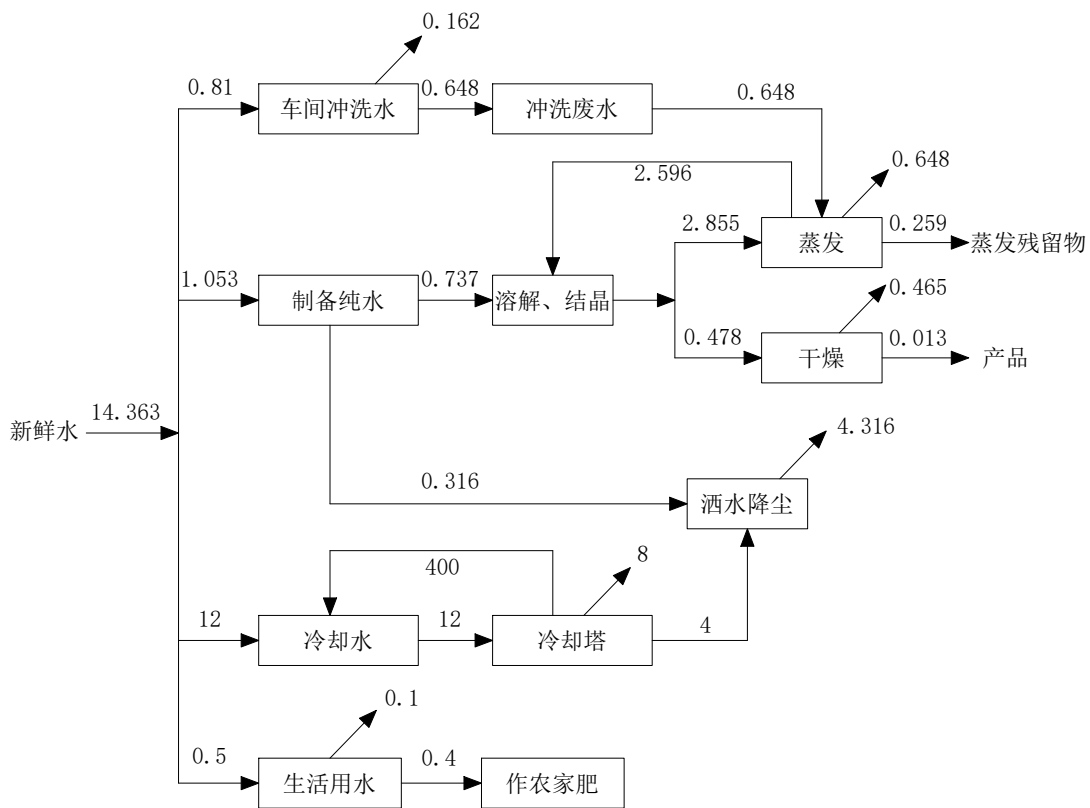 0.162
0.81
车间冲洗水
0.648
冲洗废水
0.648
2.596
0.648
2.855
蒸发
0.259
蒸发残留物
1.053
制备纯水
0.737
溶解、结晶
0.465
0.478
干燥
0.013
产品
新鲜水
14.363
4.316
0.316
洒水降尘
400
8
12
冷却水
12
冷却塔
4
0.1
0.5
生活用水
0.4
作农家肥